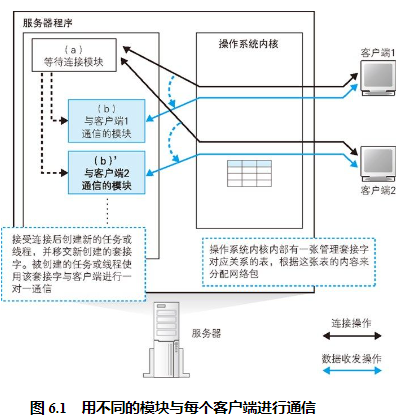 服务器程序
操作系统内核
(a)
等待连接模块
(b)
与客户端1
通信的模块
(b)'
与客户端2
通信的模块
客户端1
客户端2
接受连接后创建新的任务或
线程，并移交新创建的套接
字。被创建的任务或线程使
用该套接字与客户端进行一
对一通信
操作系统内核内部有一张管理套接字
对应关系的表，根据这张表的内容来
分配网络包
服务器
连接操作
数据收发操作
图 6.1 用不同的模块与每个客户端进行通信